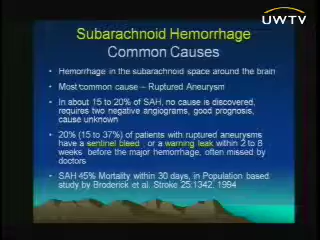 UWTV
Subarachnoid Hemorrhage
Common Causes
• Hemorrhage in the subarachnoid space around the brain
• Most common cause – Ruptured Aneurysm
• In about 15 to 20% of SAH, no cause is discovered,
requires two negative angiograms, good prognosis,
cause unknown
• 20% (15 to 37%) of patients with ruptured aneurysms
have a sentinel bleed or a warning leak within 2 to 8
weeks before the major hemorrhage, often missed by
doctors
• SAH 45% Mortality within 30 days, in Population based
study by Broderick et al. Stroke 25:1342, 1994